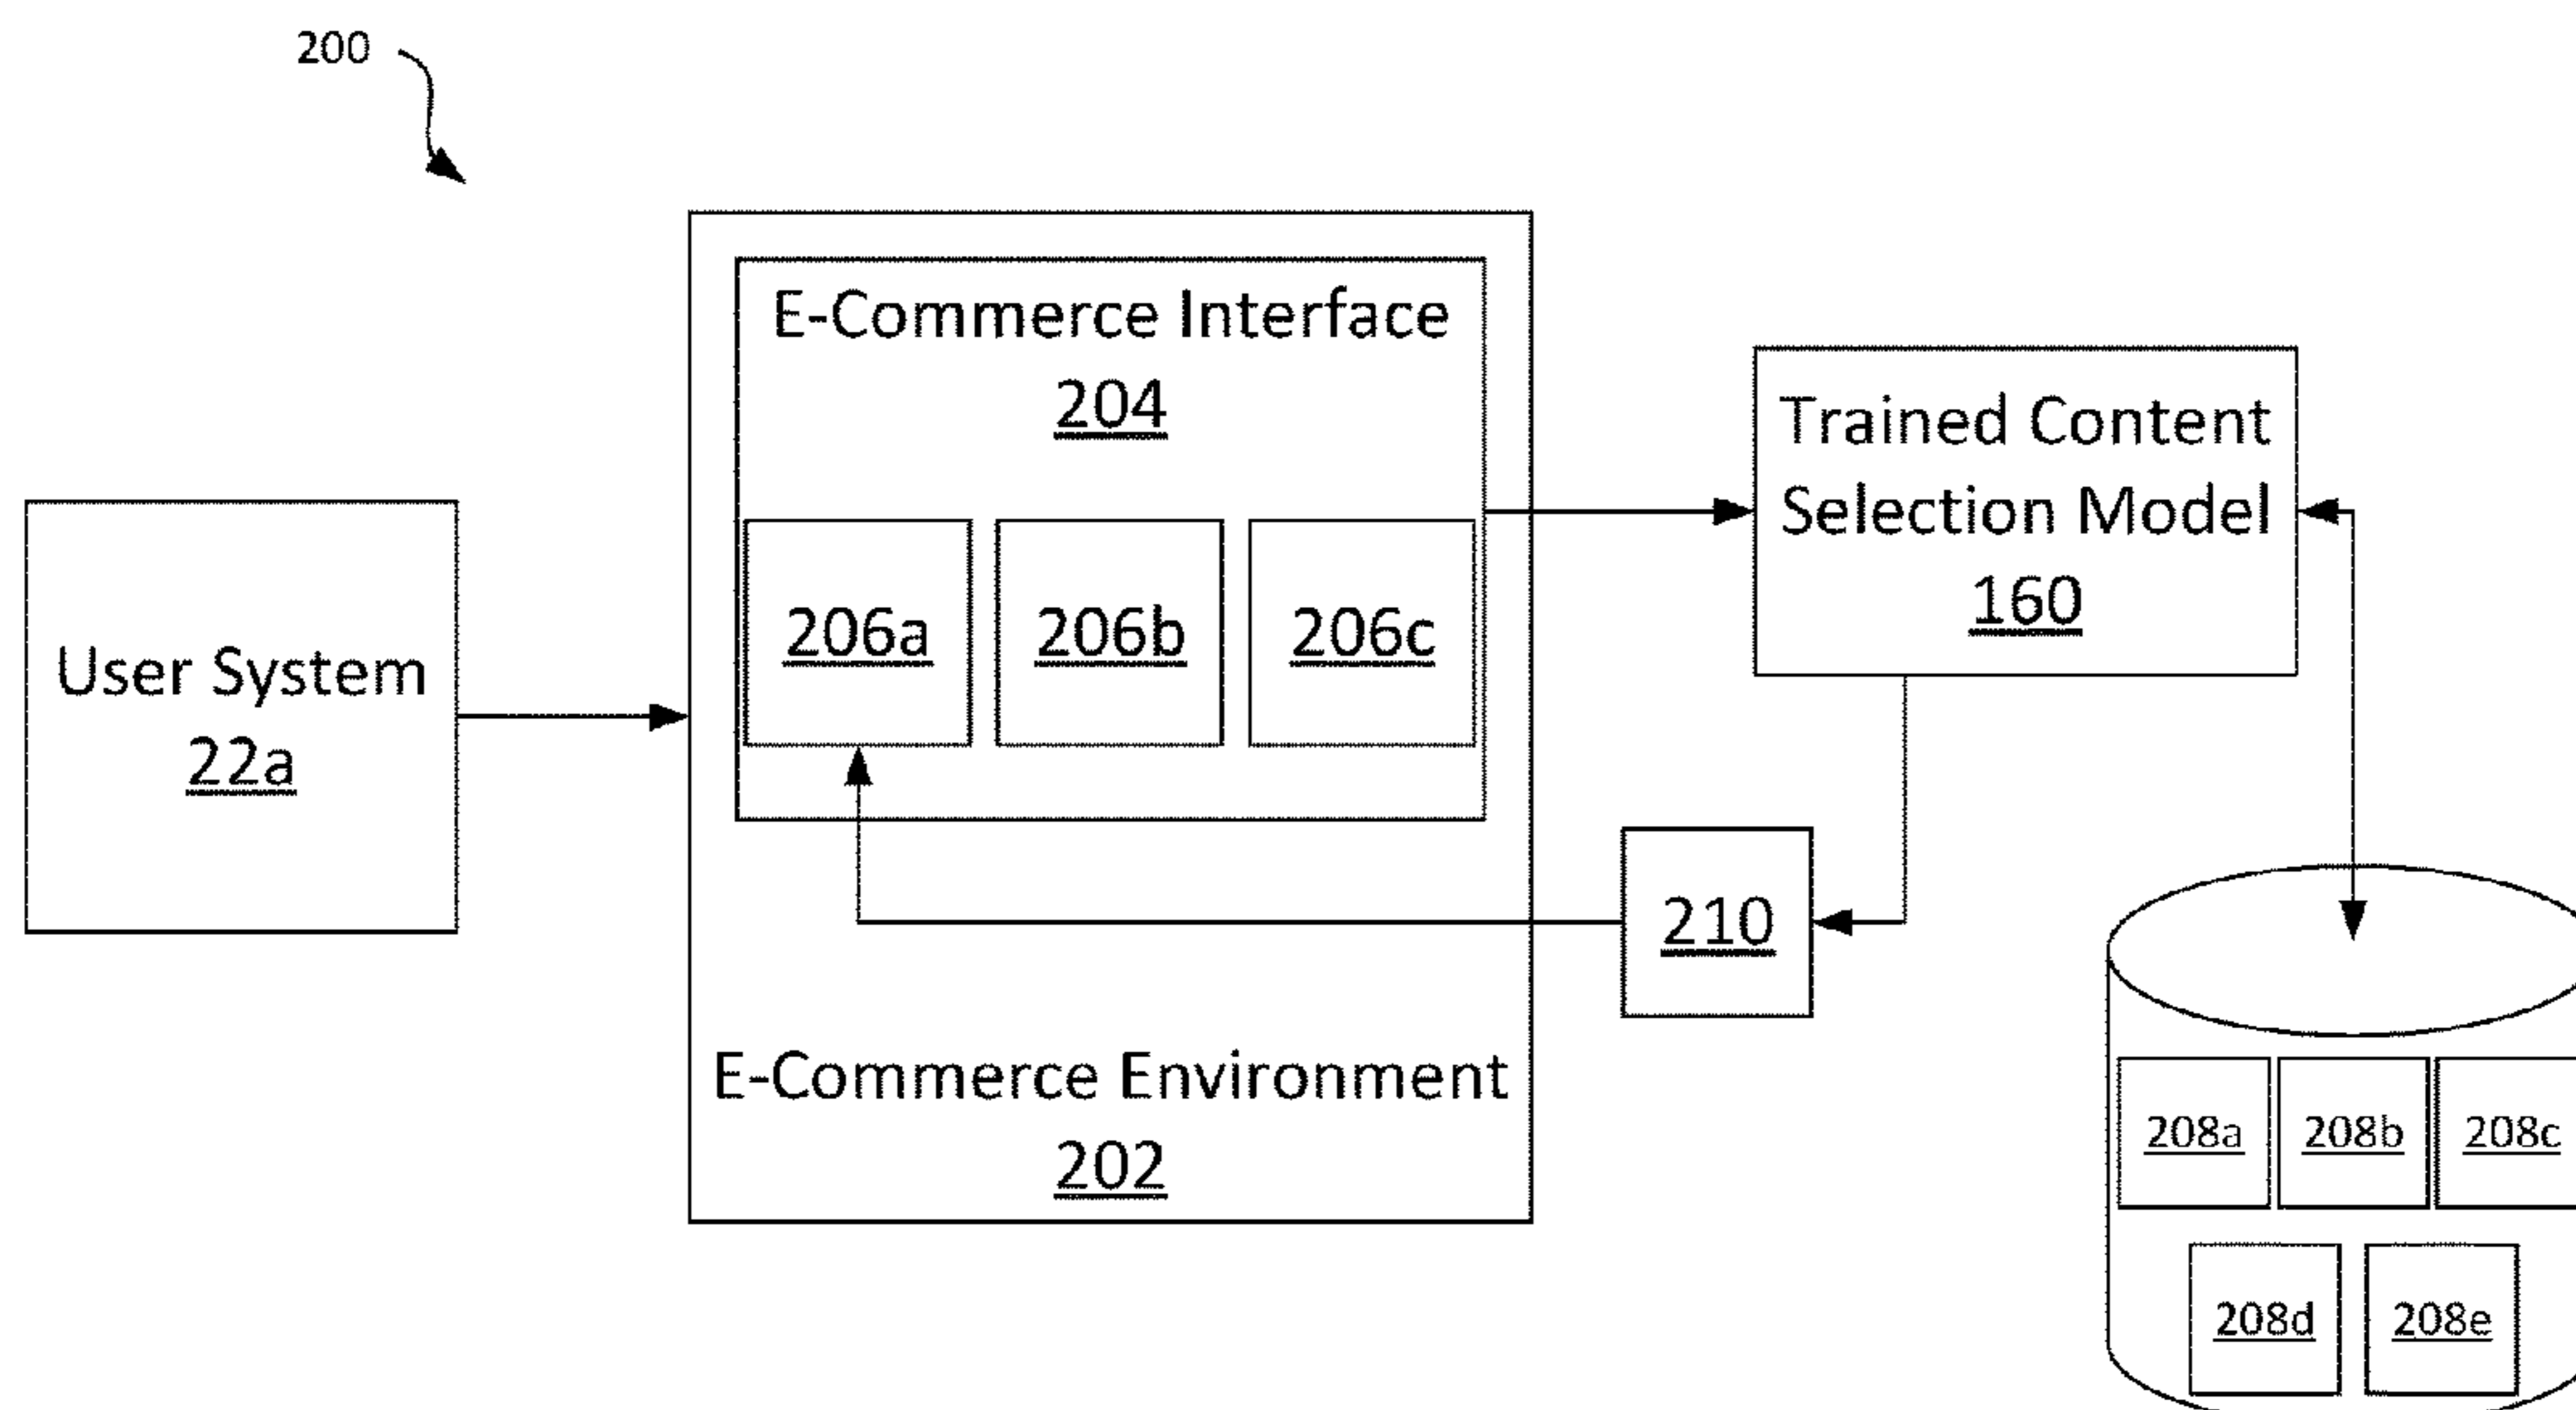 200
E-Commerce Interface
204
206a
206b
206c
User System
22a
Trained Content
Selection Model
160
210
E-Commerce Environment
202
208a
208b
208c
208d
208e